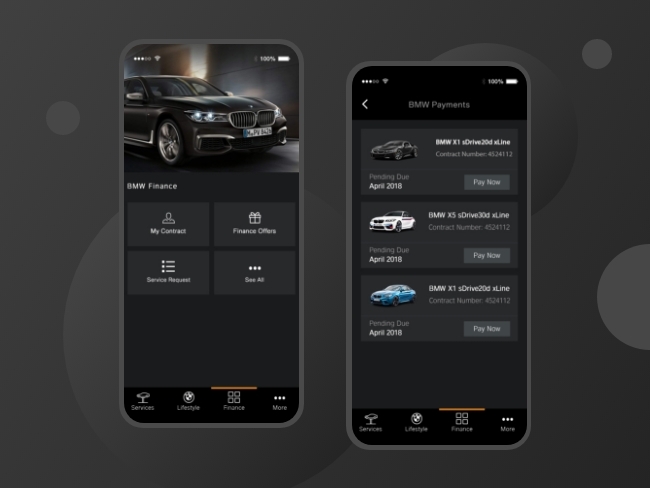 100%
BMW Finance
My Contract
Finance Offers
Service Request
See All
Services
Lifestyle
Finance
More
100%
BMW Payments
BMW X1 sDrive20d xLine
Contract Number: 4524112
Pending Due
April 2018
Pay Now
BMW X5 sDrive30d xLine
Contract Number: 4524112
Pending Due
April 2018
Pay Now
BMW X1 sDrive20d xLine
Contract Number: 4524112
Pending Due
April 2018
Pay Now
Services
Lifestyle
Finance
More